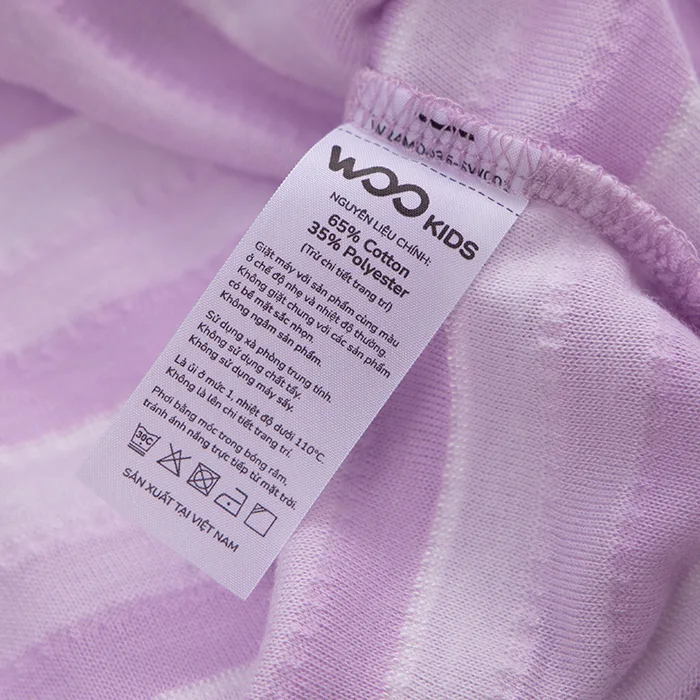 WOO KIDS
NGUYÊN LIỆU CHÍNH:
65% Cotton
35% Polyester
(Trừ chi tiết trang trí)
Giặt máy với sản phẩm cùng màu
ở chế độ nhẹ và nhiệt độ thường.
Không giặt chung với các sản phẩm
có bề mặt sắc nhọn.
Không ngâm sản phẩm.
Sử dụng xà phòng trung tính.
Không sử dụng chất tẩy.
Không sử dụng máy sấy.
Là ủi ở mức 1, nhiệt độ dưới 110°C.
Không là lên chi tiết trang trí.
Phơi bằng móc trong bóng râm,
tránh ánh nắng trực tiếp từ mặt trời.
30C
SẢN XUẤT TẠI VIỆT NAM